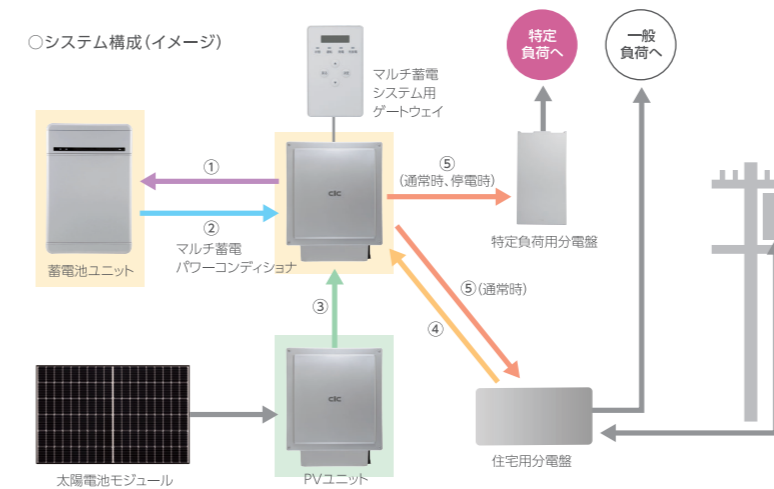 ○システム構成(イメージ)
特定
負荷へ
一般
負荷へ
マルチ蓄電
システム用
ゲートウェイ
①
⑤
(通常時、停電時)
CIC
②
マルチ蓄電
パワーコンディショナ
蓄電池ユニット
特定負荷用分電盤
③
⑤(通常時)
④
CIC
太陽電池モジュール
PVユニット
住宅用分電盤